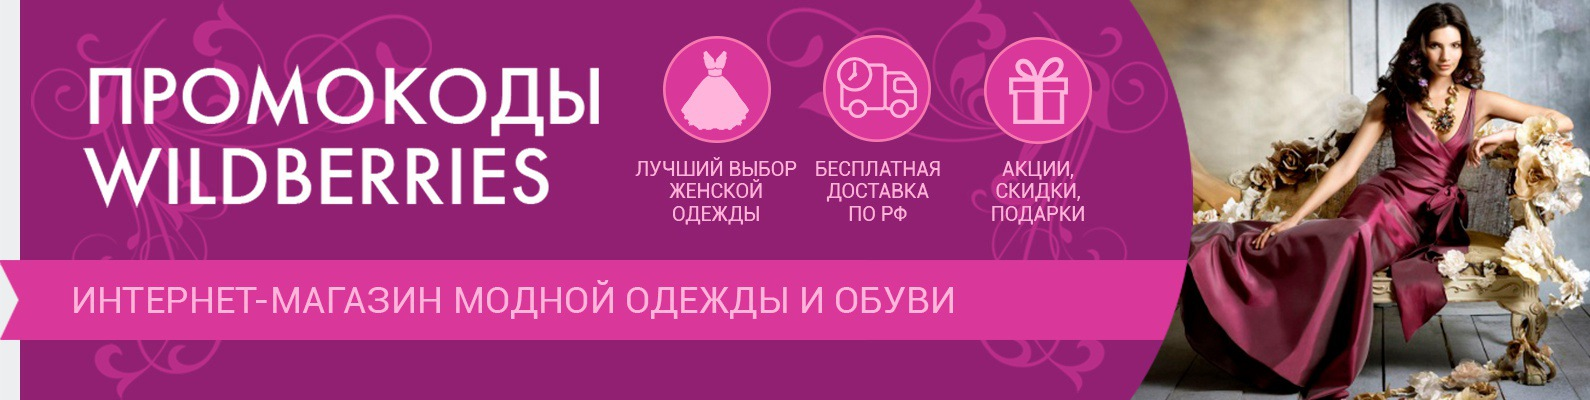 ПРОМОКОДЫ
WILDBERRIES
ЛУЧШИЙ ВЫБОР
ЖЕНСКОЙ
ОДЕЖДЫ
БЕСПЛАТНАЯ
ДОСТАВКА
ПО РФ
АКЦИИ,
СКИДКИ,
ПОДАРКИ
ИНТЕРНЕТ-МАГАЗИН МОДНОЙ ОДЕЖДЫ И ОБУВИ